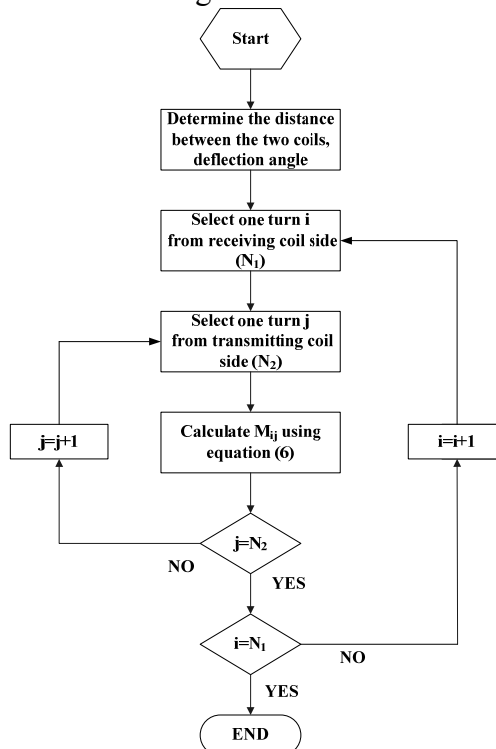 Start
Determine the distance
between the two coils,
deflection angle
Select one turn i
from receiving coil side
(N₁)
Select one turn j
from transmitting coil
side (N₂)
j=j+1
Calculate Mᵢⱼ using
equation (6)
i=i+1
j=N₂
NO
YES
i=N₁
NO
YES
END